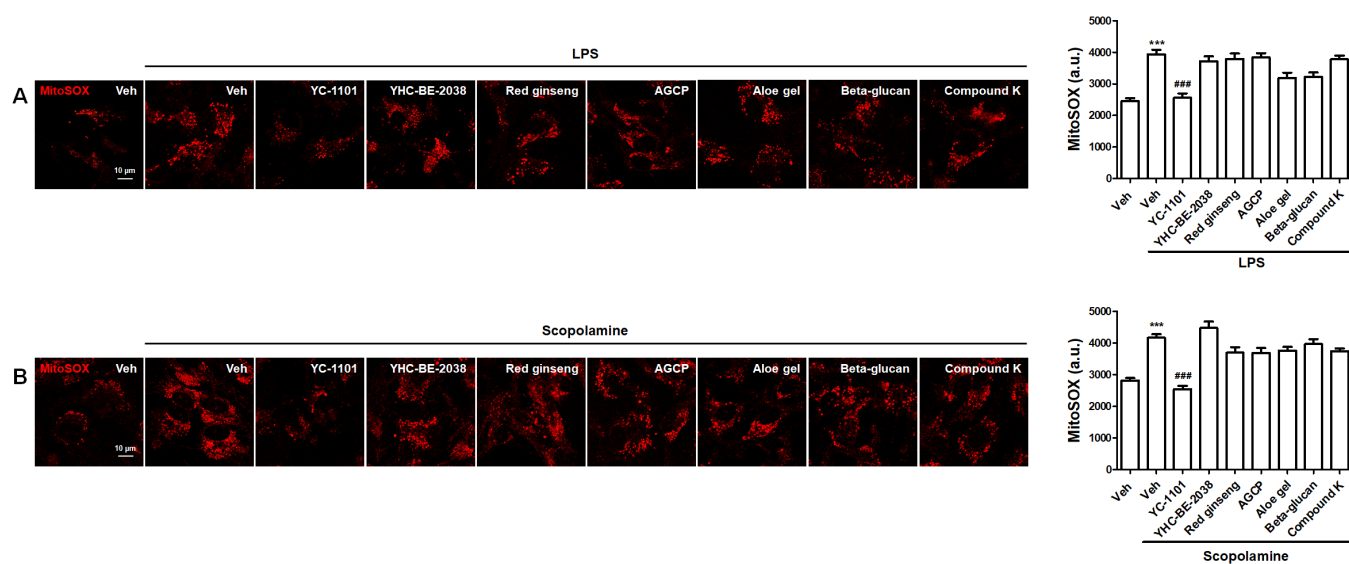 LPS
A
MitoSOX Veh
Veh
YC-1101
YHC-BE-2038
Red ginseng
AGCP
Aloe gel
Beta-glucan
Compound K
10 µm
MitoSOX (a.u.)
5000
4000
3000
2000
1000
0
***
###
Veh
Veh
YC-1101
YHC-BE-2038
Red ginseng
AGCP
Aloe gel
Beta-glucan
Compound K
LPS
Scopolamine
B
MitoSOX Veh
Veh
YC-1101
YHC-BE-2038
Red ginseng
AGCP
Aloe gel
Beta-glucan
Compound K
10 µm
MitoSOX (a.u.)
5000
4000
3000
2000
1000
0
***
###
Veh
Veh
YC-1101
YHC-BE-2038
Red ginseng
AGCP
Aloe gel
Beta-glucan
Compound K
Scopolamine